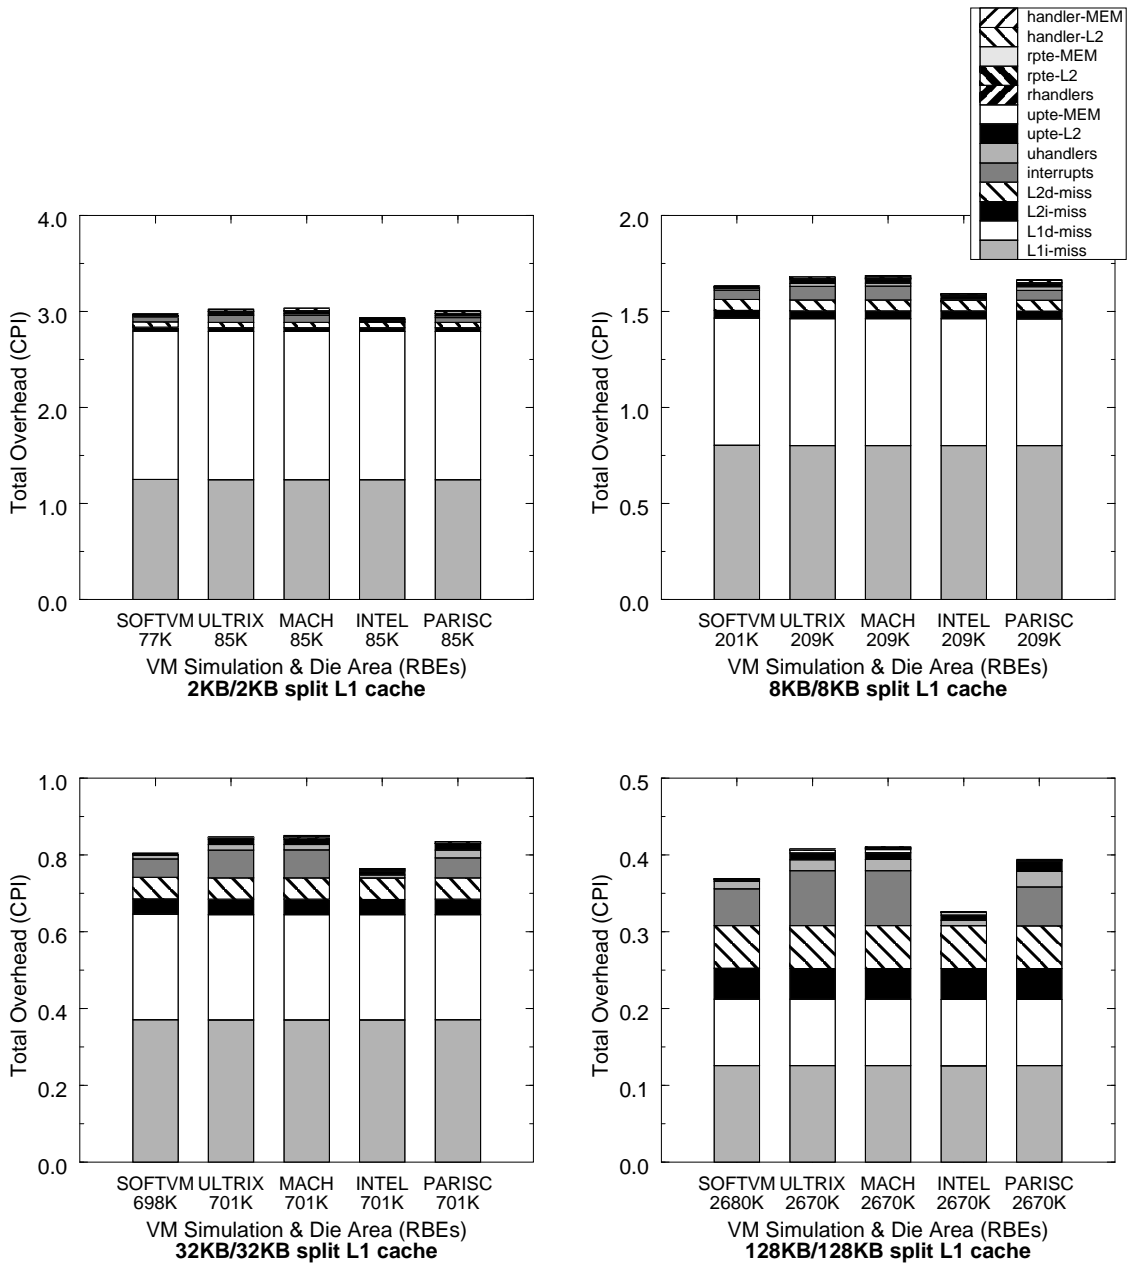 handler-MEM
handler-L2
rpte-MEM
rpte-L2
rhandlers
upte-MEM
upte-L2
uhandlers
interrupts
L2d-miss
L2i-miss
L1d-miss
L1i-miss
4.0
3.0
2.0
1.0
0.0
Total Overhead (CPI)
SOFTVM ULTRIX MACH INTEL PARISC
77K 85K 85K 85K 85K
VM Simulation & Die Area (RBEs)
2KB/2KB split L1 cache
2.0
1.5
1.0
0.5
0.0
Total Overhead (CPI)
SOFTVM ULTRIX MACH INTEL PARISC
201K 209K 209K 209K 209K
VM Simulation & Die Area (RBEs)
8KB/8KB split L1 cache
1.0
0.8
0.6
0.4
0.2
0.0
Total Overhead (CPI)
SOFTVM ULTRIX MACH INTEL PARISC
698K 701K 701K 701K 701K
VM Simulation & Die Area (RBEs)
32KB/32KB split L1 cache
0.5
0.4
0.3
0.2
0.1
0.0
Total Overhead (CPI)
SOFTVM ULTRIX MACH INTEL PARISC
2680K 2670K 2670K 2670K 2670K
VM Simulation & Die Area (RBEs)
128KB/128KB split L1 cache